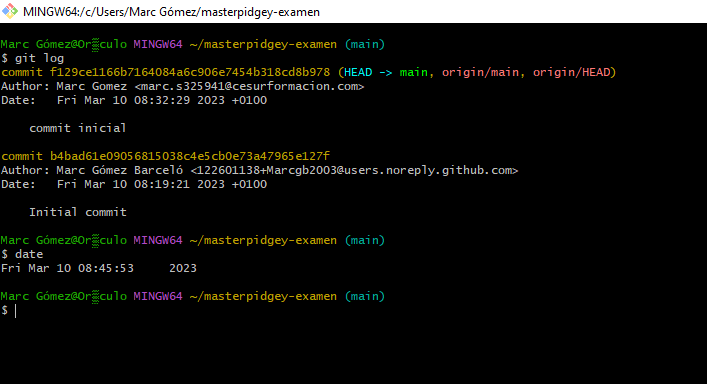 MINGW64:/c/Users/Marc Gómez/masterpidgey-examen
Marc Gómez@Or▒culo MINGW64 ~/masterpidgey-examen (main)
$ git log
commit f129ce1166b7164084a6c906e7454b318cd8b978 (HEAD -> main, origin/main, origin/HEAD)
Author: Marc Gomez <marc.s325941@cesurformacion.com>
Date:   Fri Mar 10 08:32:29 2023 +0100
    commit inicial
commit b4bad61e09056815038c4e5cb0e73a47965e127f
Author: Marc Gómez Barceló <122601138+Marcgb2003@users.noreply.github.com>
Date:   Fri Mar 10 08:19:21 2023 +0100
    Initial commit
Marc Gómez@Or▒culo MINGW64 ~/masterpidgey-examen (main)
$ date
Fri Mar 10 08:45:53     2023
Marc Gómez@Or▒culo MINGW64 ~/masterpidgey-examen (main)
$